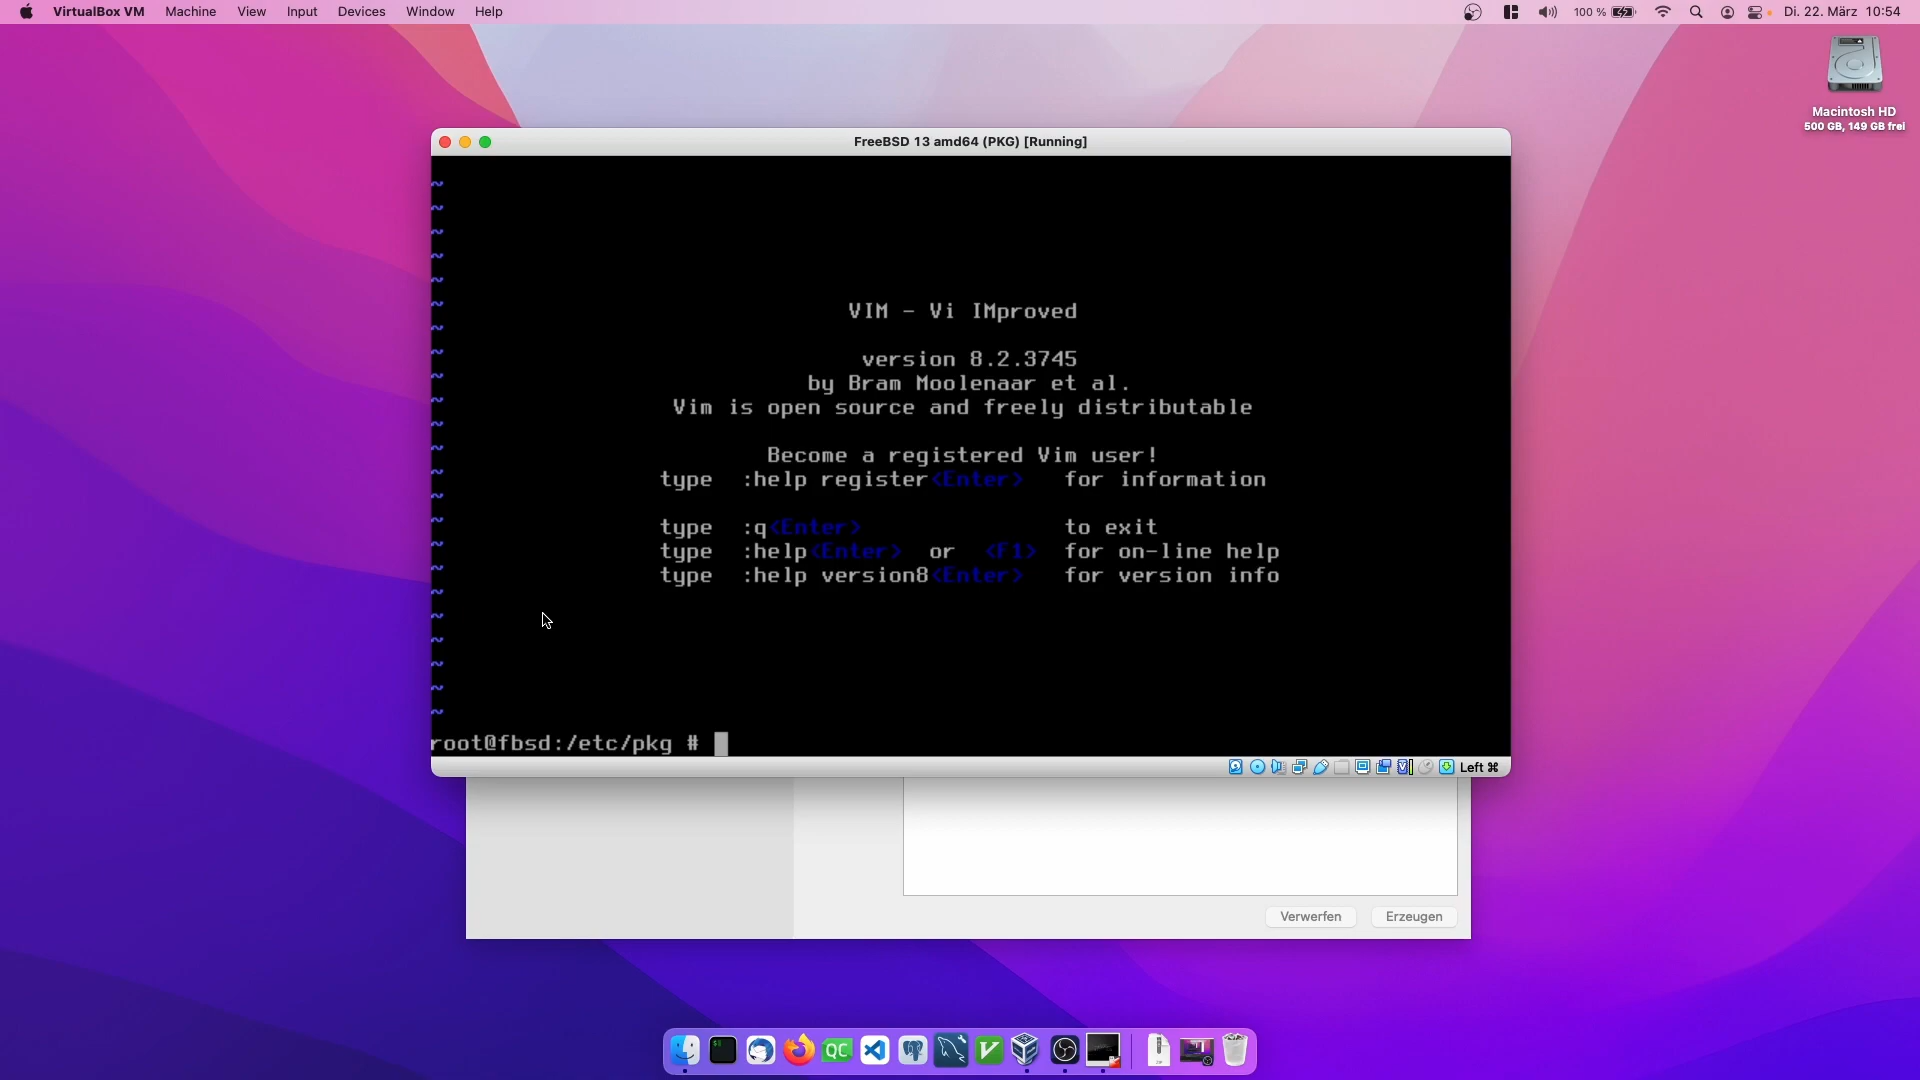 VirtualBox VM Machine View Input Devices Window Help 100 % Di. 22. März 10:54
Macintosh HD
500 GB, 149 GB frei
FreeBSD 13 amd64 (PKG) [Running]
~
~
~
~
~
~
VIM - Vi IMproved
~
~
version 8.2.3745
~
by Bram Moolenaar et al.
~
Vim is open source and freely distributable
~
~
Become a registered Vim user!
~
type :help register<Enter> for information
~
~
type :q<Enter> to exit
~
type :help<Enter> or <F1> for on-line help
~
type :help version8<Enter> for version info
~
~
~
~
~
~
root@fbsd:/etc/pkg #
Left ⌘
Verwerfen Erzeugen
QC